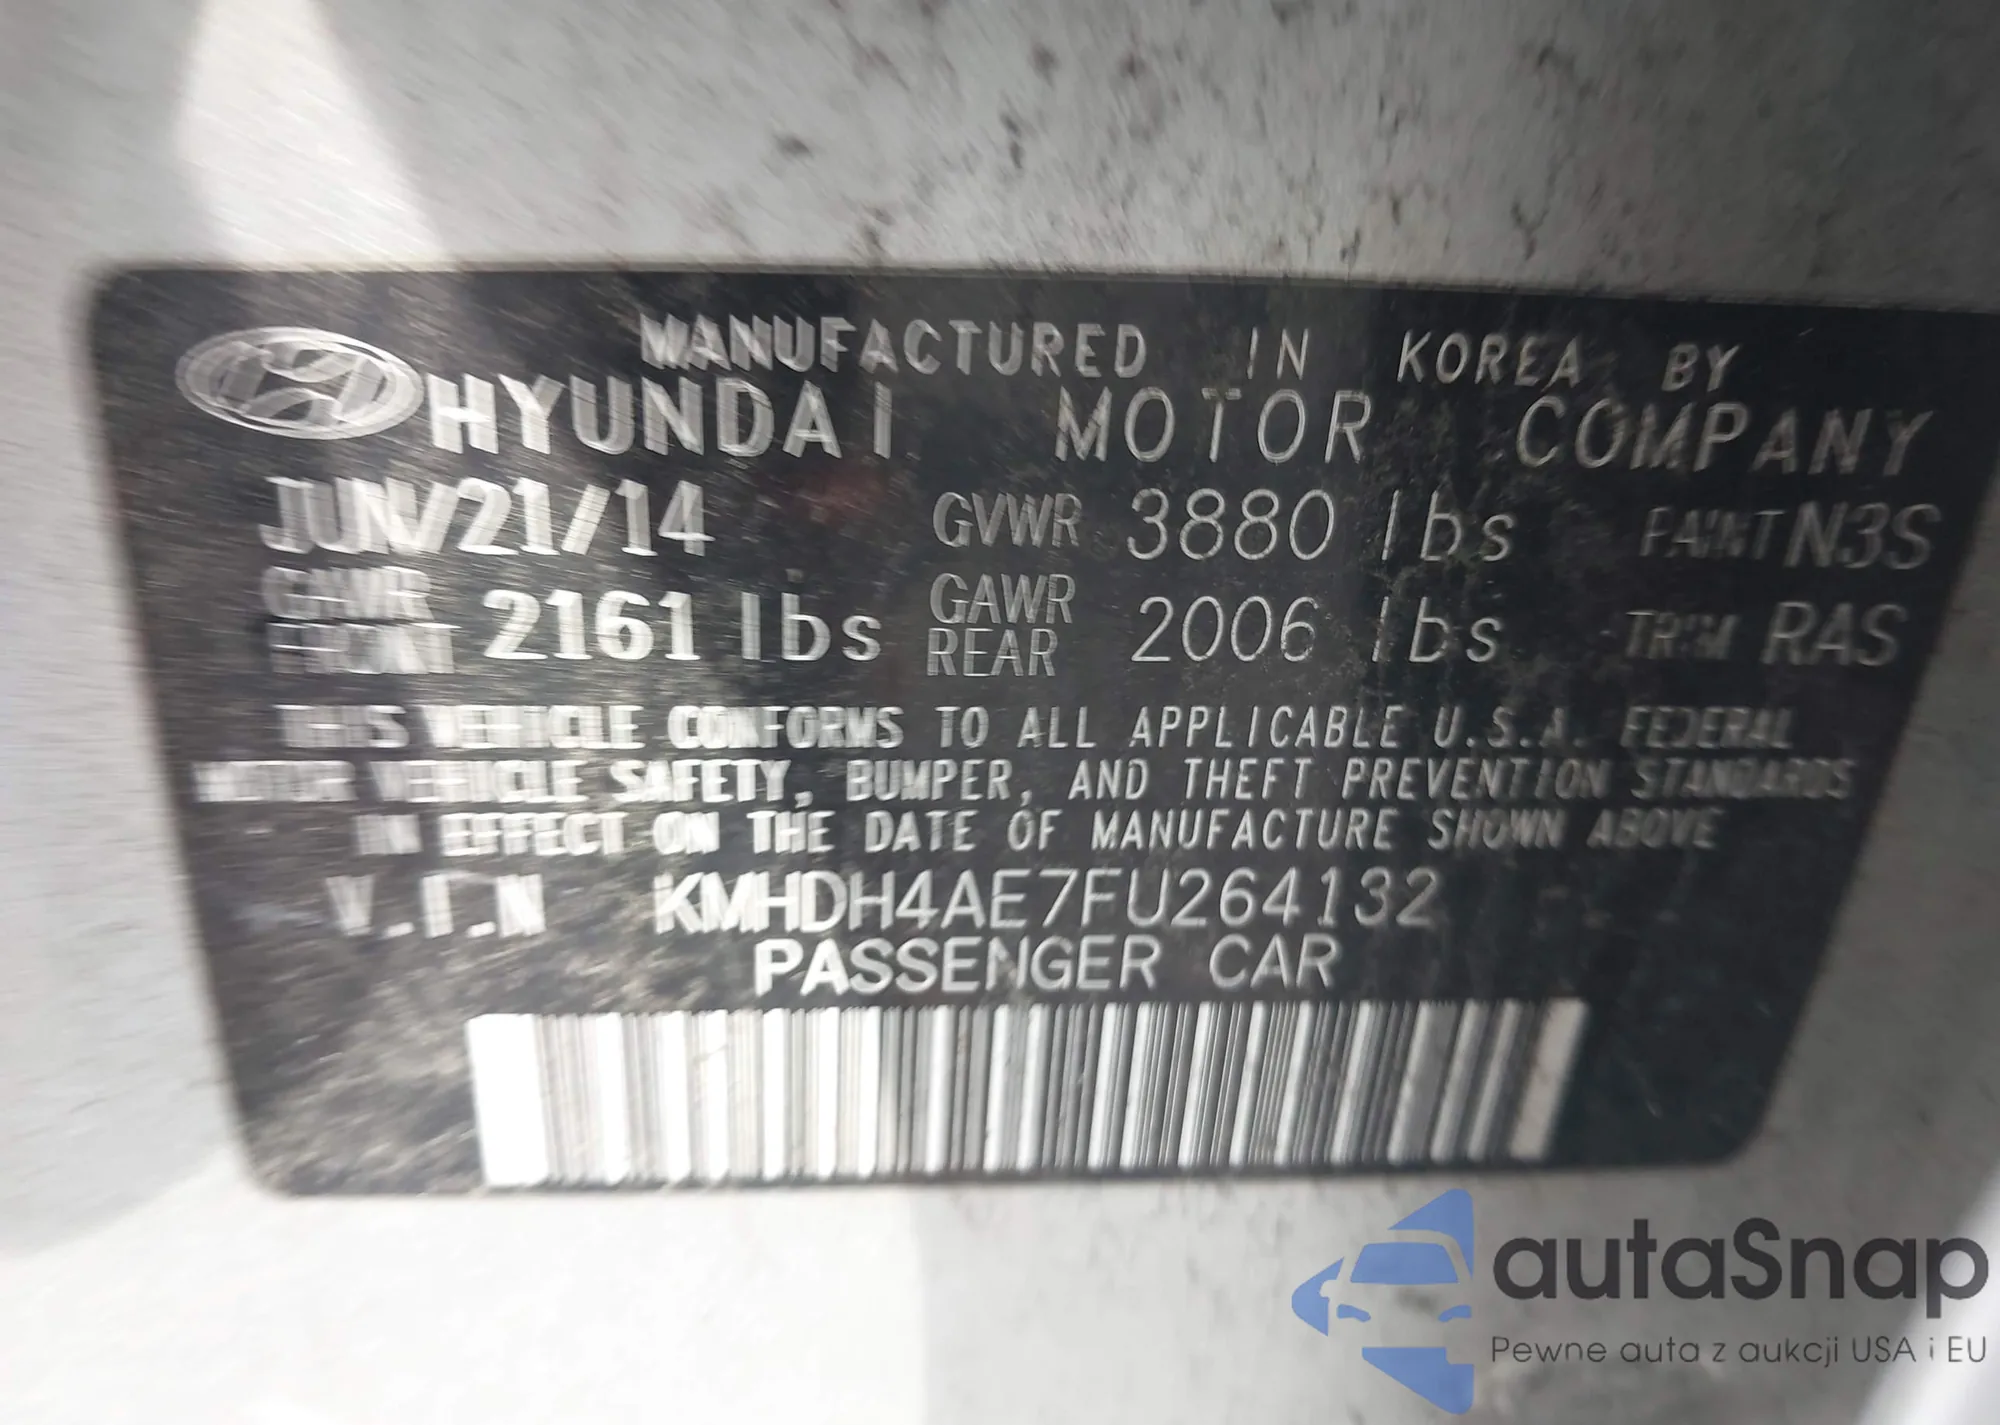 MANUFACTURED IN KOREA BY
HYUNDAI MOTOR COMPANY
JUN/21/14 GVWR 3880 lbs PAINT N3S
GAWR FRONT 2161 lbs GAWR REAR 2006 lbs TRIM RAS
THIS VEHICLE CONFORMS TO ALL APPLICABLE U.S.A. FEDERAL
MOTOR VEHICLE SAFETY, BUMPER, AND THEFT PREVENTION STANDARDS
IN EFFECT ON THE DATE OF MANUFACTURE SHOWN ABOVE
V.I.N KMHDH4AE7FU264132
PASSENGER CAR
autaSnap
Pewne auta z aukcji USA i EU